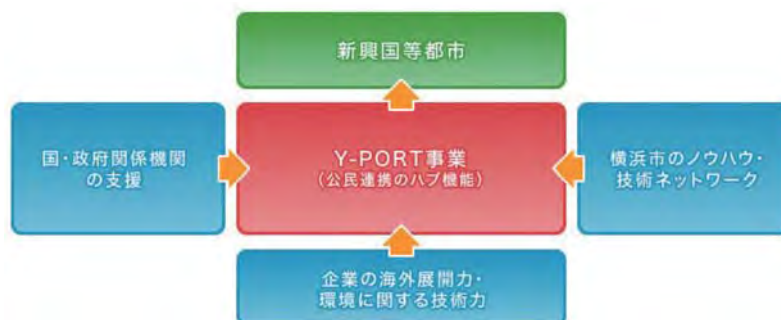 新興国等都市
国・政府関係機関
の支援
Y-PORT事業
(公民連携のハブ機能)
横浜市のノウハウ・
技術ネットワーク
企業の海外展開力・
環境に関する技術力